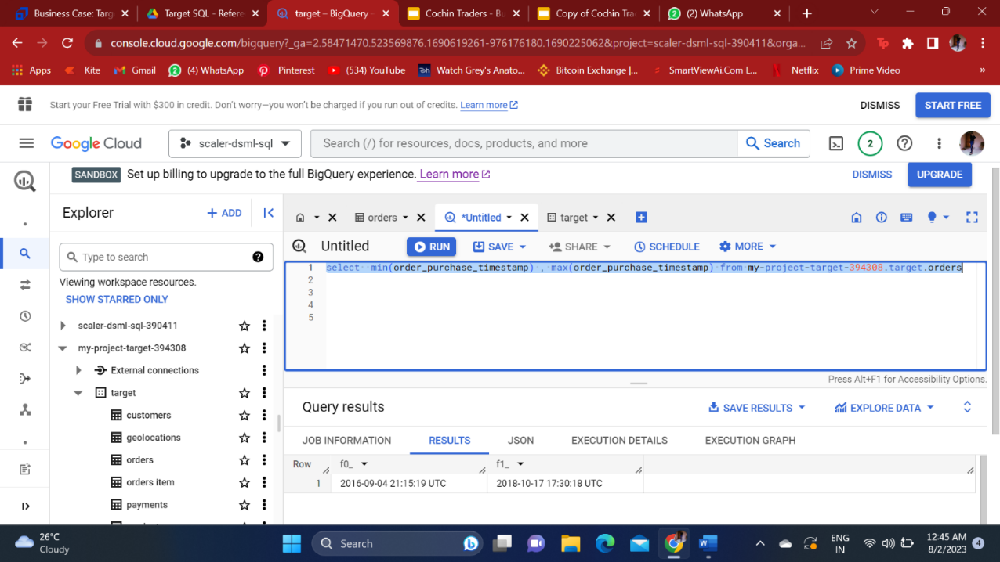 Business Case: Targ
Target SQL - Refere
target – BigQuery -
Cochin Traders - Bu
Copy of Cochin Tra
(2) WhatsApp
console.cloud.google.com/bigquery?_ga=2.58471470.523569876.1690619261-976176180.1690225062&project=scaler-dsml-sql-390411&orga...
Apps
Kite
Gmail
(4) WhatsApp
Pinterest
(534) YouTube
Watch Grey's Anato...
Bitcoin Exchange |...
SmartViewAi.Com L...
Netflix
Prime Video
»
Start your Free Trial with $300 in credit. Don't worry—you won't be charged if you run out of credits. Learn more
DISMISS
START FREE
Google Cloud
scaler-dsml-sql
Search (/) for resources, docs, products, and more
Search
2
SANDBOX Set up billing to upgrade to the full BigQuery experience. Learn more
DISMISS
UPGRADE
Explorer
+ ADD
orders
*Untitled
target
Untitled
RUN
SAVE
SHARE
SCHEDULE
MORE
Type to search
Viewing workspace resources.
SHOW STARRED ONLY
scaler-dsml-sql-390411
my-project-target-394308
External connections
target
customers
geolocations
orders
orders item
payments
1 select  min(order_purchase_timestamp) , max(order_purchase_timestamp) from my-project-target-394308.target.orders
2
3
4
5
Press Alt+F1 for Accessibility Options.
Query results
SAVE RESULTS
EXPLORE DATA
JOB INFORMATION
RESULTS
JSON
EXECUTION DETAILS
EXECUTION GRAPH
Row f0_ f1_
1 2016-09-04 21:15:19 UTC 2018-10-17 17:30:18 UTC
26°C
Cloudy
Search
ENG
IN
12:45 AM
8/2/2023
4